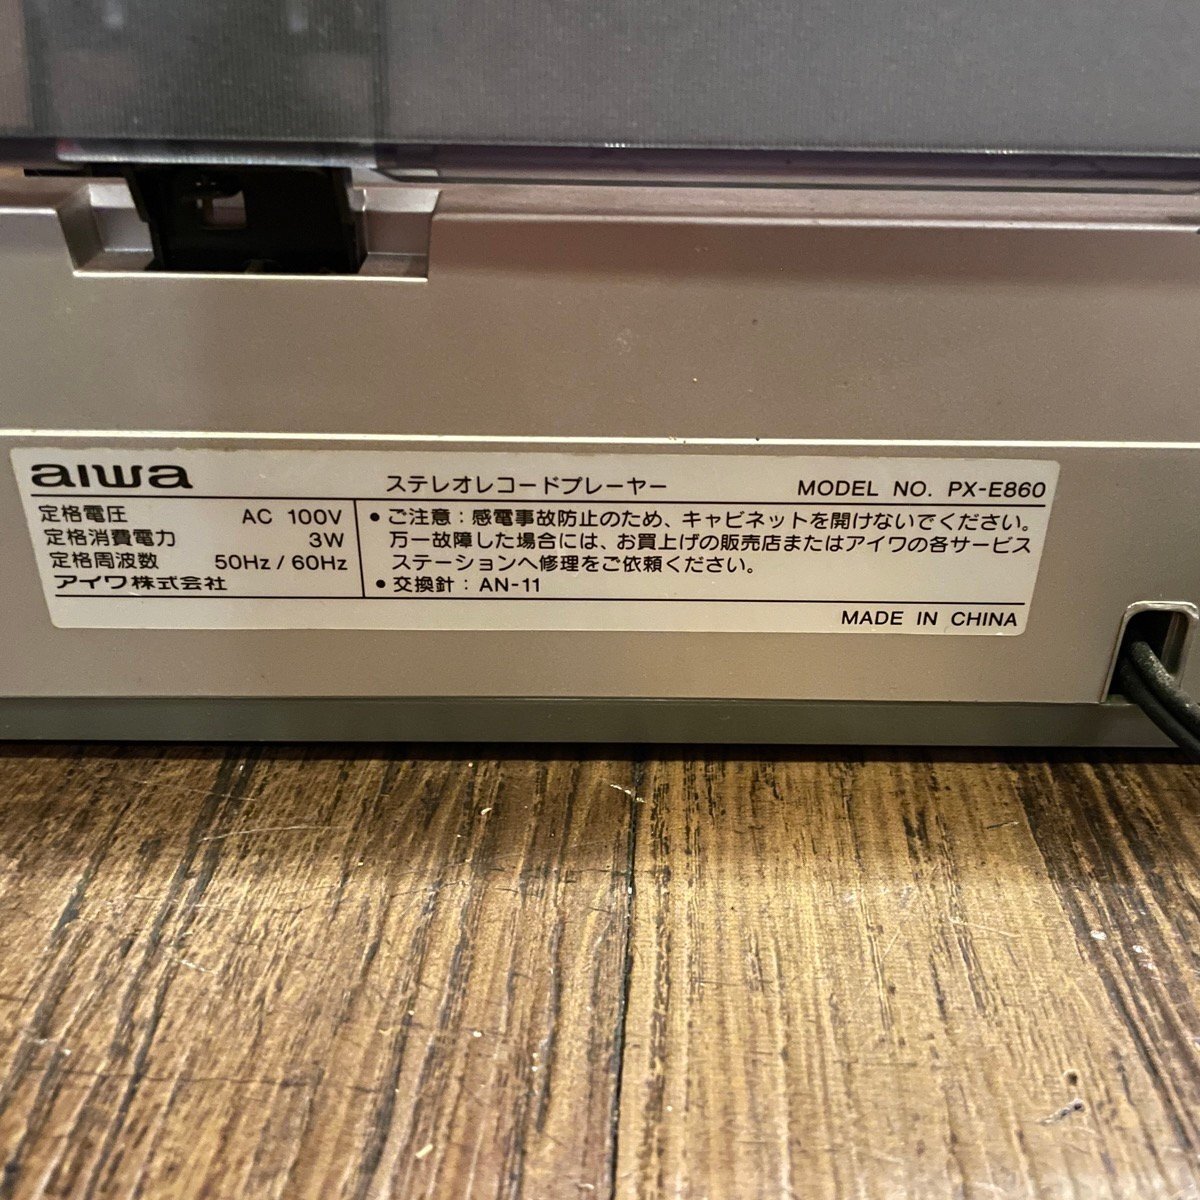 aiwa
ステレオレコードプレーヤー MODEL NO. PX-E860
定格電圧 AC 100V
定格消費電力 3W
定格周波数 50Hz / 60Hz
アイワ株式会社
• ご注意：感電事故防止のため、キャビネットを開けないでください。
万一故障した場合には、お買上げの販売店またはアイワの各サービス
ステーションへ修理をご依頼ください。
• 交換針：AN-11
MADE IN CHINA